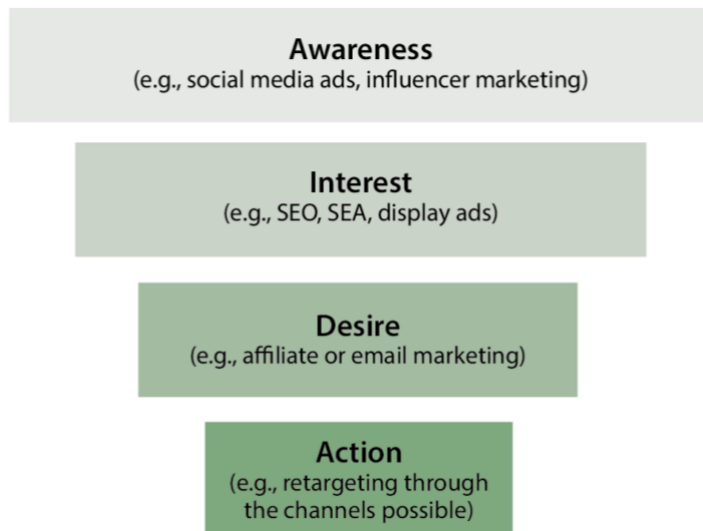 Awareness
(e.g., social media ads, influencer marketing)
Interest
(e.g., SEO, SEA, display ads)
Desire
(e.g., affiliate or email marketing)
Action
(e.g., retargeting through
the channels possible)